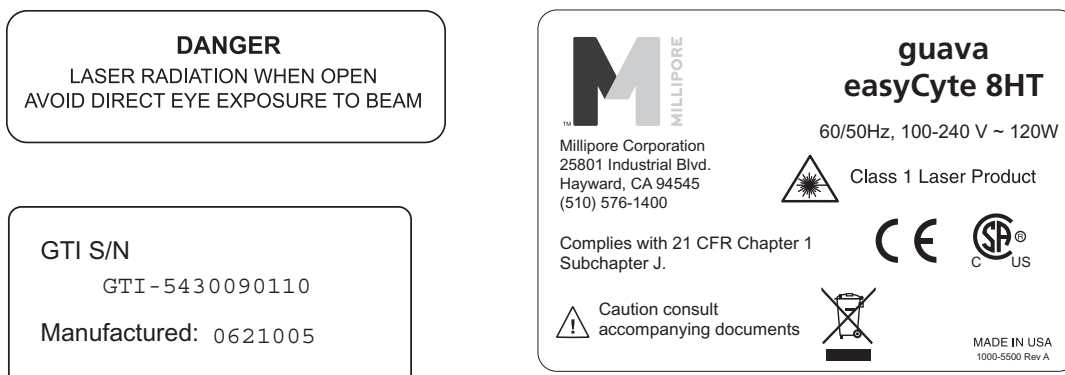 DANGER
LASER RADIATION WHEN OPEN
AVOID DIRECT EYE EXPOSURE TO BEAM
GTI S/N
GTI-5430090110
Manufactured: 0621005
MILLIPORE
TM
Millipore Corporation
25801 Industrial Blvd.
Hayward, CA 94545
(510) 576-1400
Complies with 21 CFR Chapter 1
Subchapter J.
Caution consult
accompanying documents
guava
easyCyte 8HT
60/50Hz, 100-240 V ~ 120W
Class 1 Laser Product
CE
SA ®
C US
MADE IN USA
1000-5500 Rev A